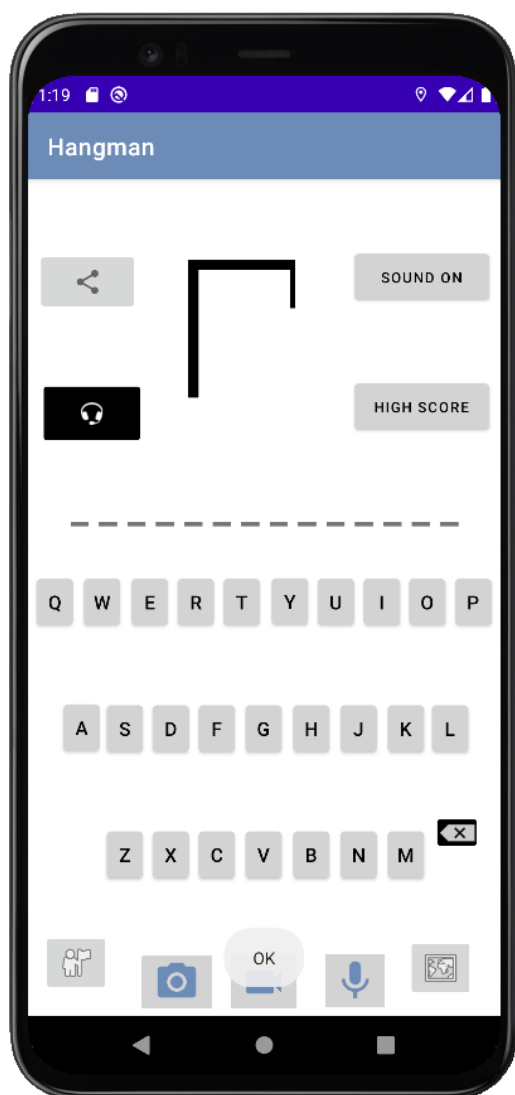 1:19
Hangman
SOUND ON
HIGH SCORE
Q W E R T Y U I O P
A S D F G H J K L
Z X C V B N M
OK